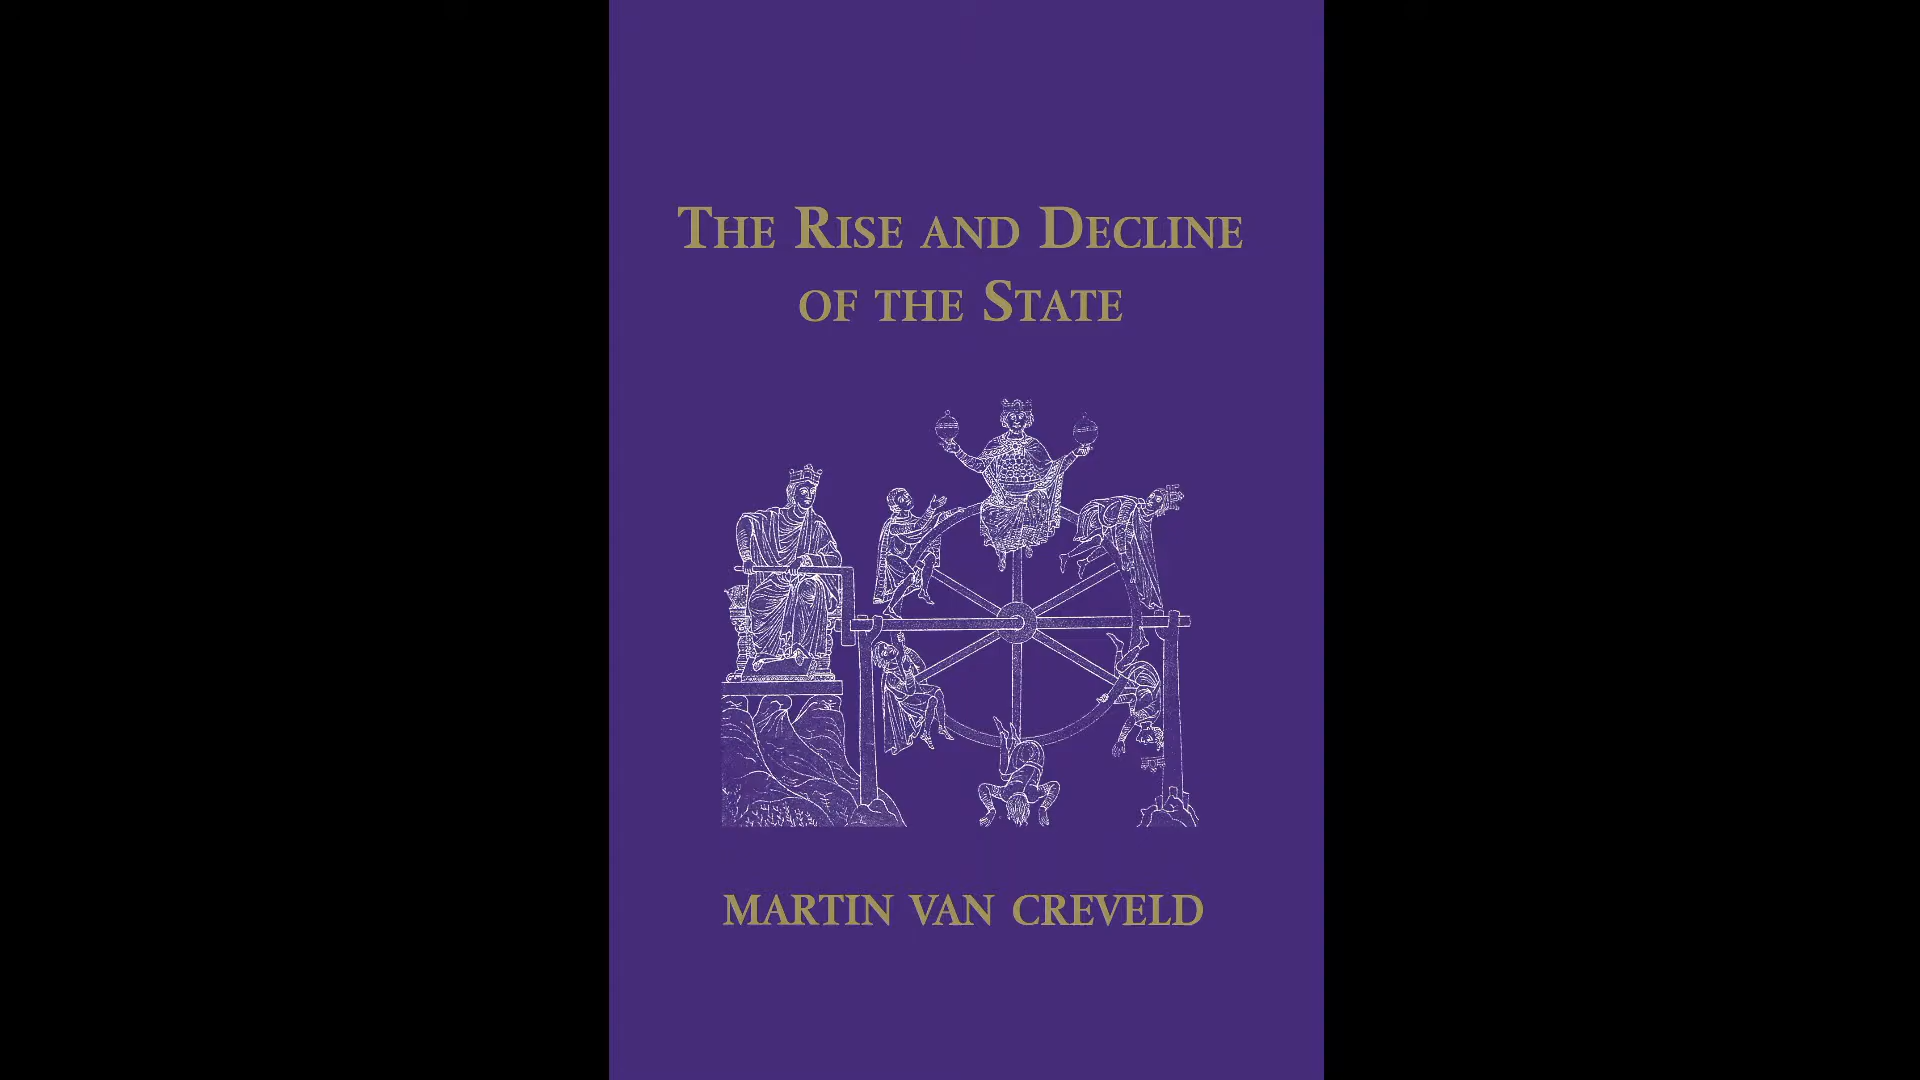 The Rise and Decline
of the State
MARTIN VAN CREVELD